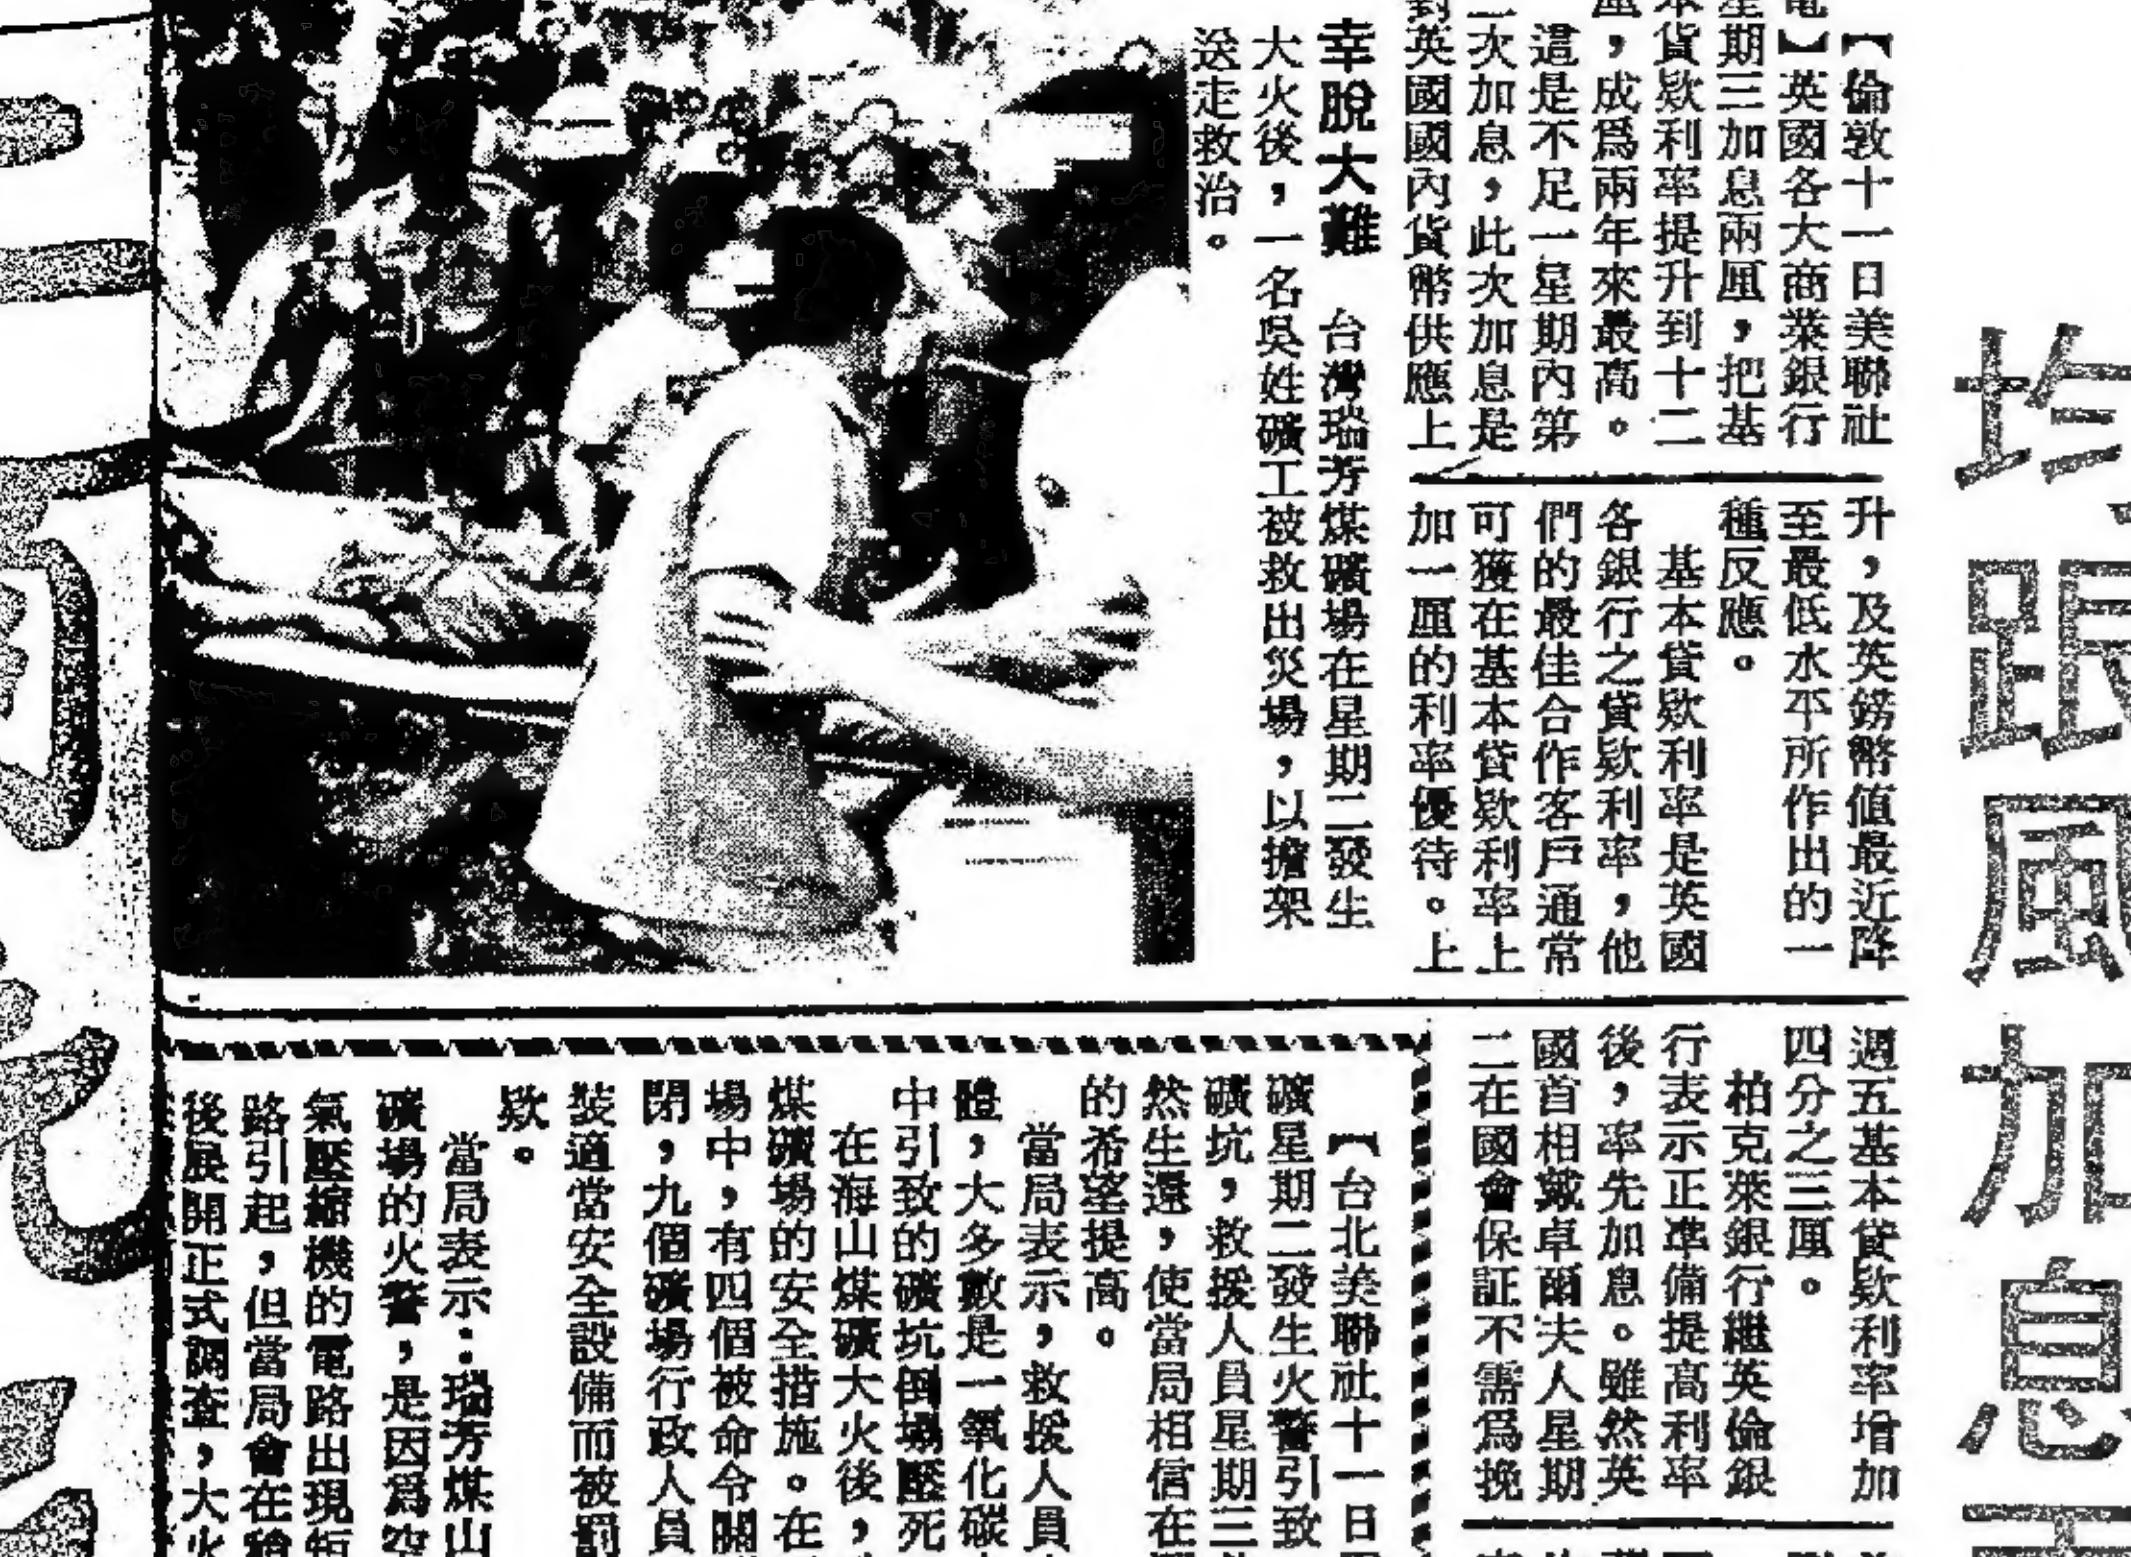 均跟風加息
【倫敦十一日美聯社
電】英國各大商業銀行
星期三加息兩厘，把基
本貸欵利率提升到十二
厘，成爲兩年來最高。
這是不足一星期內第
二次加息，此次加息是
對英國國內貨幣供應上
升，及英鎊幣值最近降
至最低水平所作出的一
種反應。
基本貸欵利率是英國
各銀行之貸欵利率，他
們的最佳合作客戶通常
可獲在基本貸欵利率上
加一厘的利率優待。上
週五基本貸欵利率增加
四分之三厘。
柏克萊銀行繼英倫銀
行表示正準備提高利率
後，率先加息。雖然英
國首相戴卓爾夫人星期
二在國會保証不需爲挽
幸脫大難　台灣瑞芳煤礦場在星期二發生
大火後，一名吳姓礦工被救出災場，以擔架
送走救治。
【台北美聯社十一日
礦星期二發生火警引致
礦坑，救援人員星期三
然生還，使當局相信在
的希望提高。
當局表示，救援人員
體，大多數是一氧化碳
中引致的礦坑倒塌壓死
在海山煤礦大火後，
煤礦場的安全措施。在
場中，有四個被命令關
閉，九個礦場行政人員
裝適當安全設備而被罰
欵。
當局表示：瑞芳煤山
礦場的火警，是因爲空
氣壓縮機的電路出現短
路引起，但當局會在搶
後展開正式調查，大火